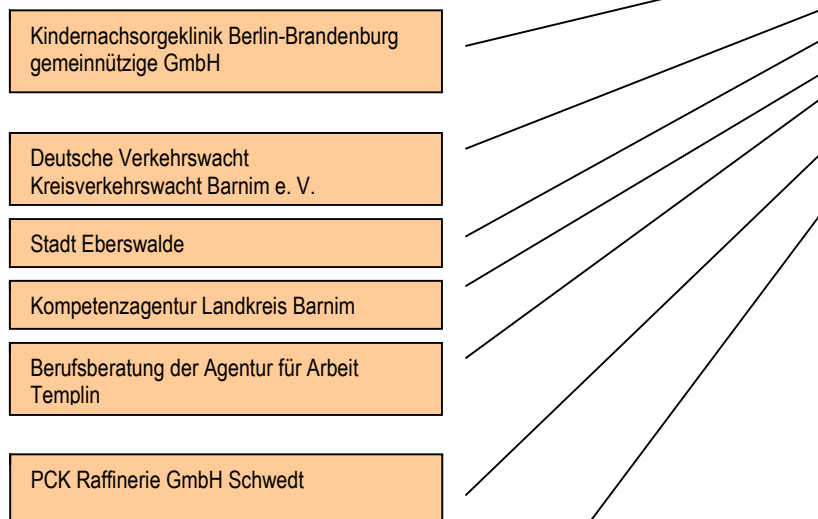 Kindernachsorgeklinik Berlin-Brandenburg
gemeinnützige GmbH
Deutsche Verkehrswacht
Kreisverkehrswacht Barnim e. V.
Stadt Eberswalde
Kompetenzagentur Landkreis Barnim
Berufsberatung der Agentur für Arbeit
Templin
PCK Raffinerie GmbH Schwedt